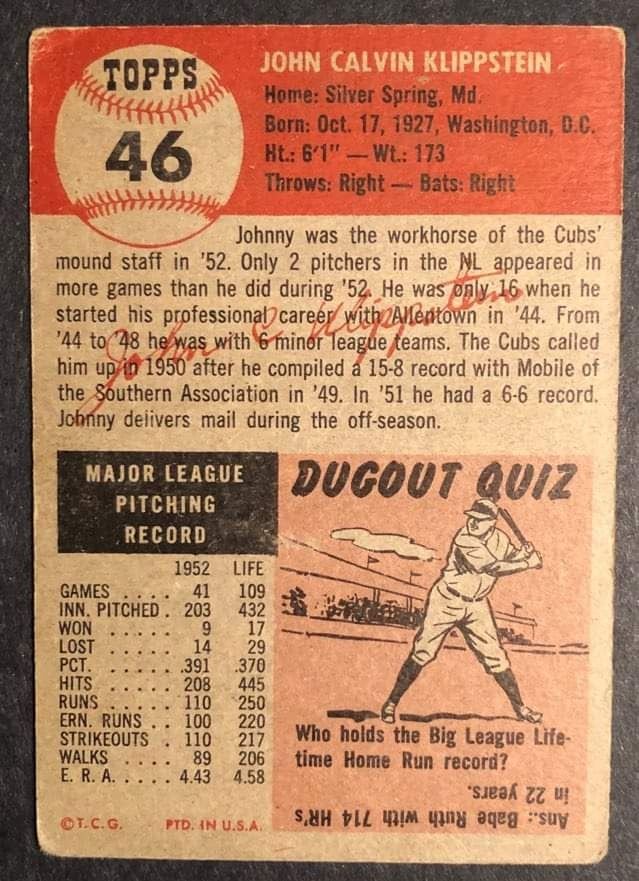 TOPPS
46
JOHN CALVIN KLIPPSTEIN
Home: Silver Spring, Md.
Born: Oct. 17, 1927, Washington, D.C.
Ht.: 6'1" — Wt.: 173
Throws: Right — Bats: Right
Johnny was the workhorse of the Cubs'
mound staff in '52. Only 2 pitchers in the NL appeared in
more games than he did during '52. He was only 16 when he
started his professional career with Allentown in '44. From
'44 to '48 he was with 6 minor league teams. The Cubs called
him up in 1950 after he compiled a 15-8 record with Mobile of
the Southern Association in '49. In '51 he had a 6-6 record.
Johnny delivers mail during the off-season.
John C Klippstein
MAJOR LEAGUE
PITCHING
RECORD
1952 LIFE
GAMES .... 41 109
INN. PITCHED . 203 432
WON ..... 9 17
LOST ..... 14 29
PCT. ..... .391 .370
HITS ..... 208 445
RUNS ..... 110 250
ERN. RUNS .. 100 220
STRIKEOUTS . 110 217
WALKS .... 89 206
E. R. A. ..... 4.43 4.58
©T.C.G. PTD. IN U.S.A.
DUGOUT QUIZ
Who holds the Big League Life-
time Home Run record?
Ans.: Babe Ruth with 714 HR's
in 22 years.